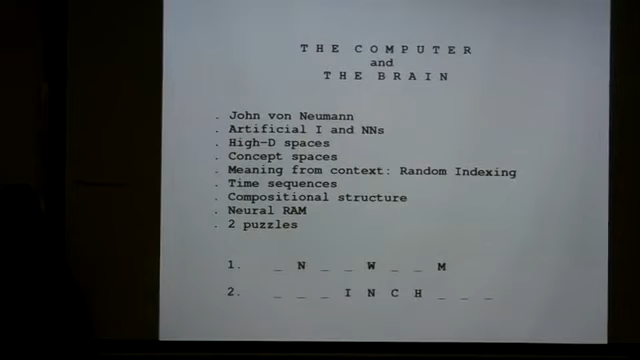 THE COMPUTER
and
THE BRAIN
. John von Neumann
. Artificial I and NNs
. High-D spaces
. Concept spaces
. Meaning from context: Random Indexing
. Time sequences
. Compositional structure
. Neural RAM
. 2 puzzles
1. _ N _ _ W _ _ M
2. _ _ _ I N C H _ _ _